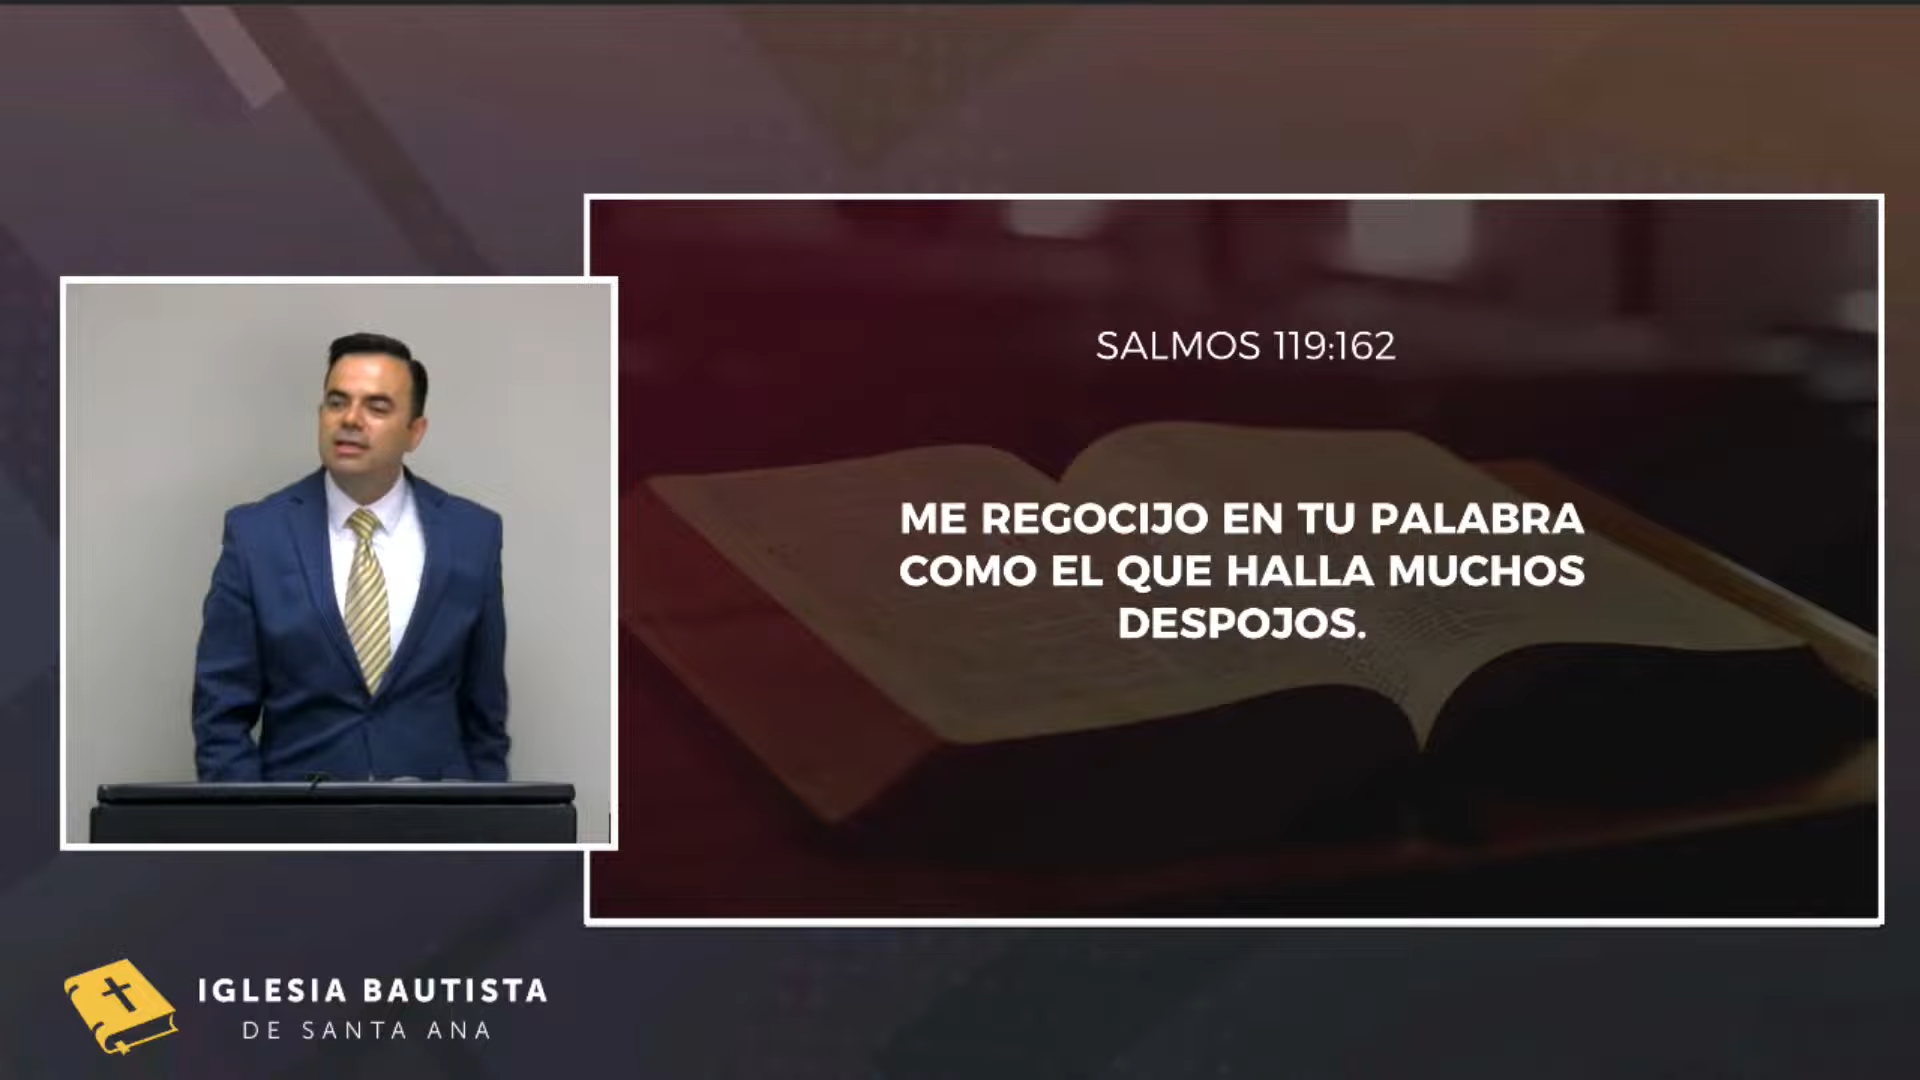 SALMOS 119:162
ME REGOCIJO EN TU PALABRA
COMO EL QUE HALLA MUCHOS
DESPOJOS.
IGLESIA BAUTISTA
DE SANTA ANA